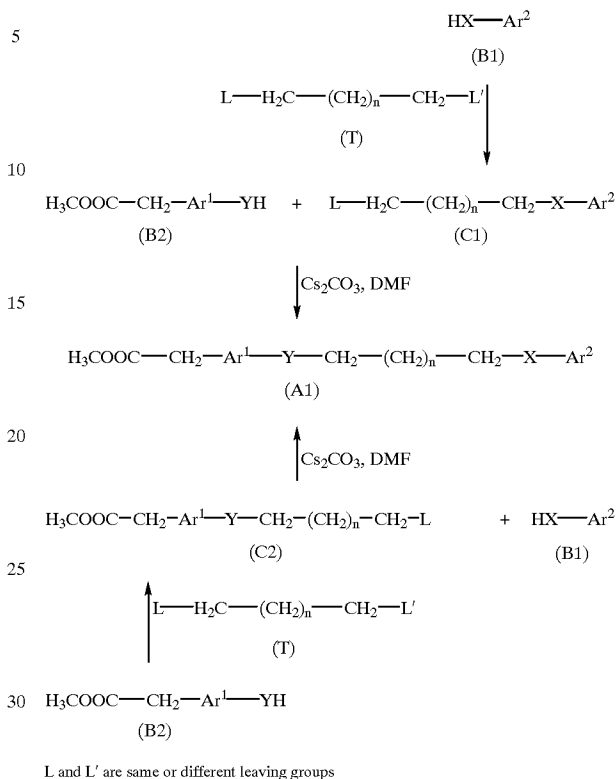 5
HX—Ar²
(B1)
L—H₂C—(CH₂)ₙ—CH₂—L′
(T)
10
H₃COOC—CH₂—Ar¹—YH + L—H₂C—(CH₂)ₙ—CH₂—X—Ar²
(B2) (C1)
Cs₂CO₃, DMF
15
H₃COOC—CH₂—Ar¹—Y—CH₂—(CH₂)ₙ—CH₂—X—Ar²
(A1)
20
Cs₂CO₃, DMF
H₃COOC—CH₂—Ar¹—Y—CH₂—(CH₂)ₙ—CH₂—L + HX—Ar²
(C2) (B1)
25
L—H₂C—(CH₂)ₙ—CH₂—L′
(T)
30 H₃COOC—CH₂—Ar¹—YH
(B2)
L and L′ are same or different leaving groups